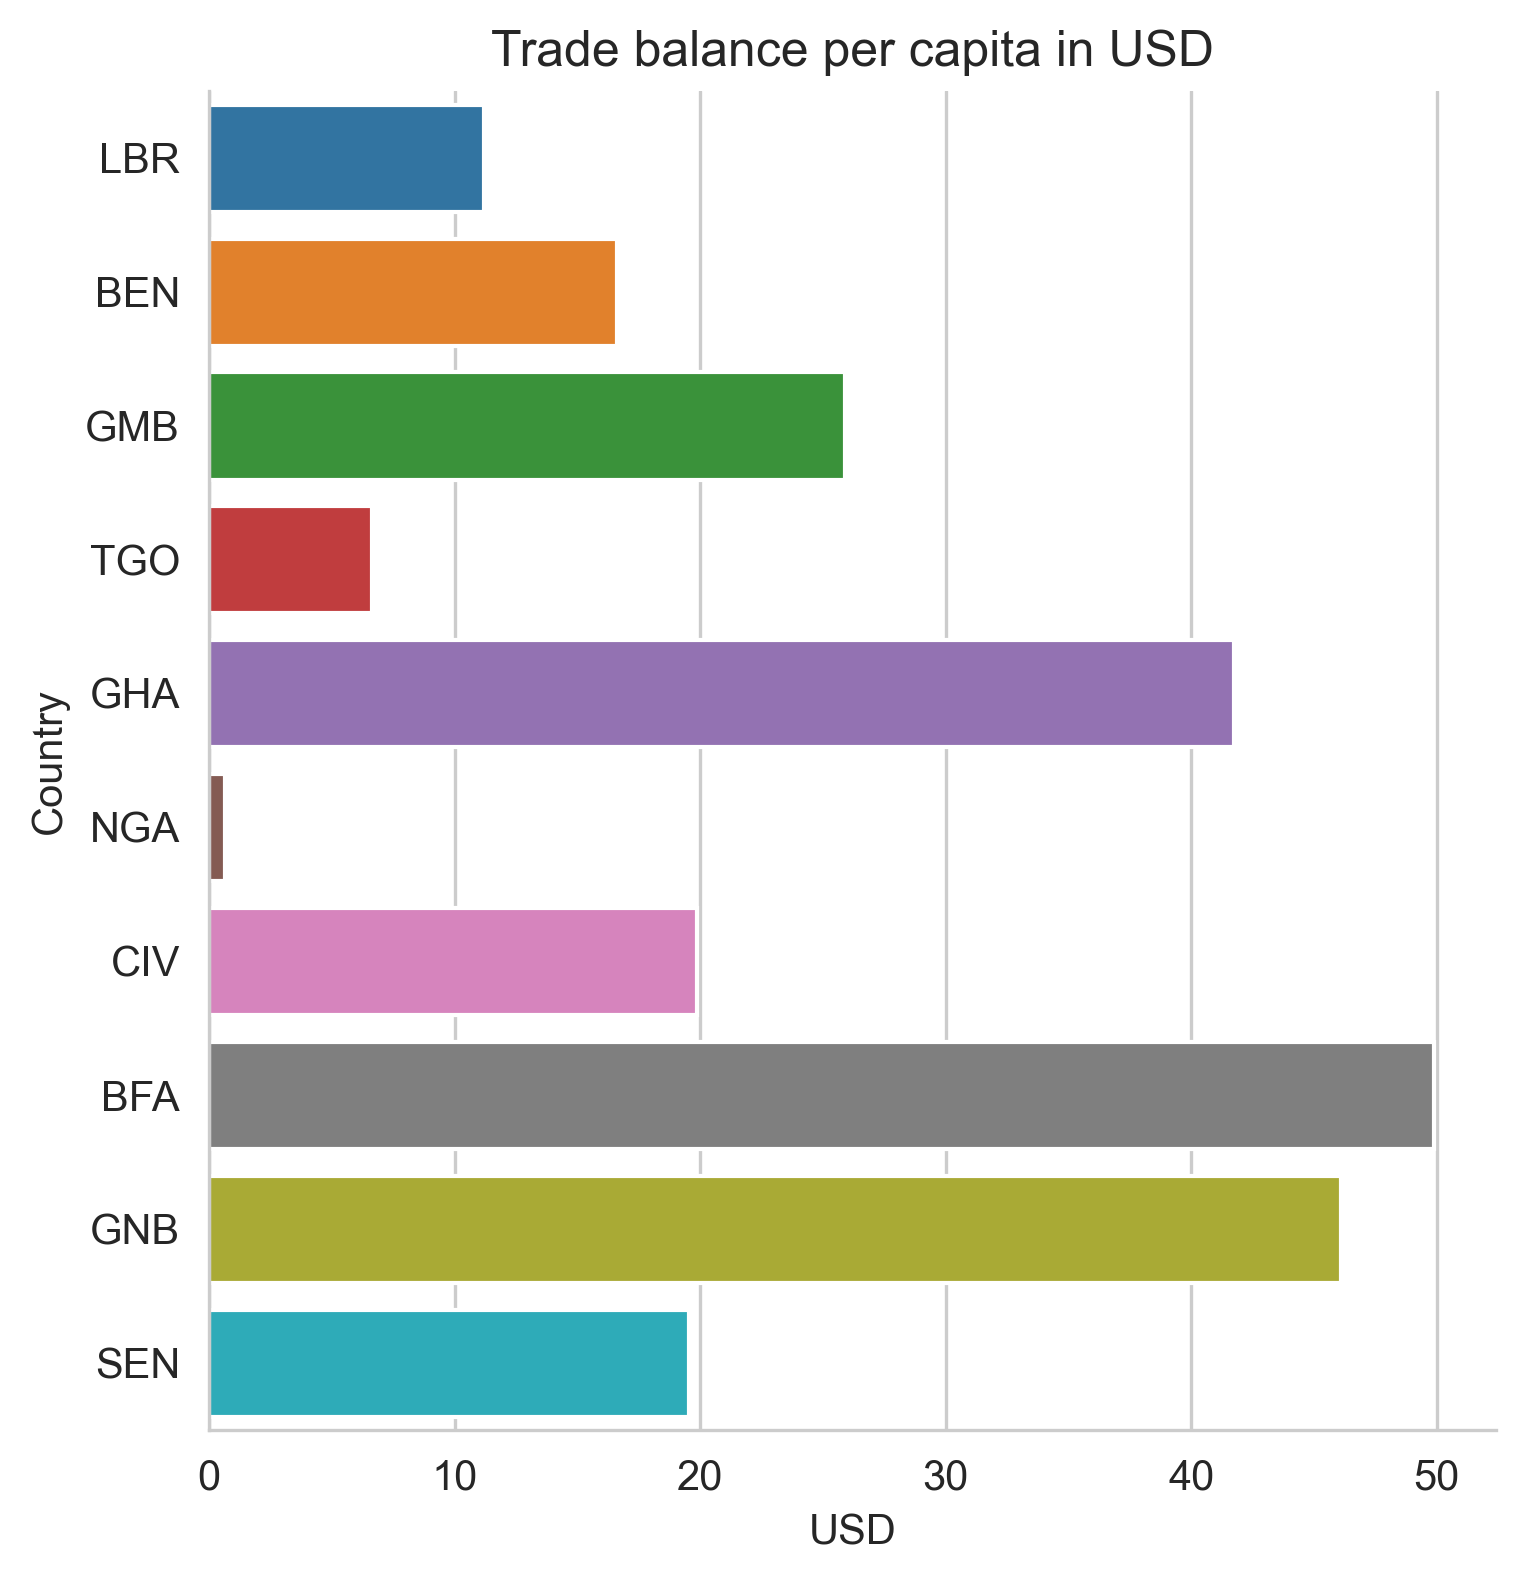 Trade balance per capita in USD
LBR
BEN
GMB
TGO
GHA
NGA
CIV
BFA
GNB
SEN
Country
0 10 20 30 40 50
USD